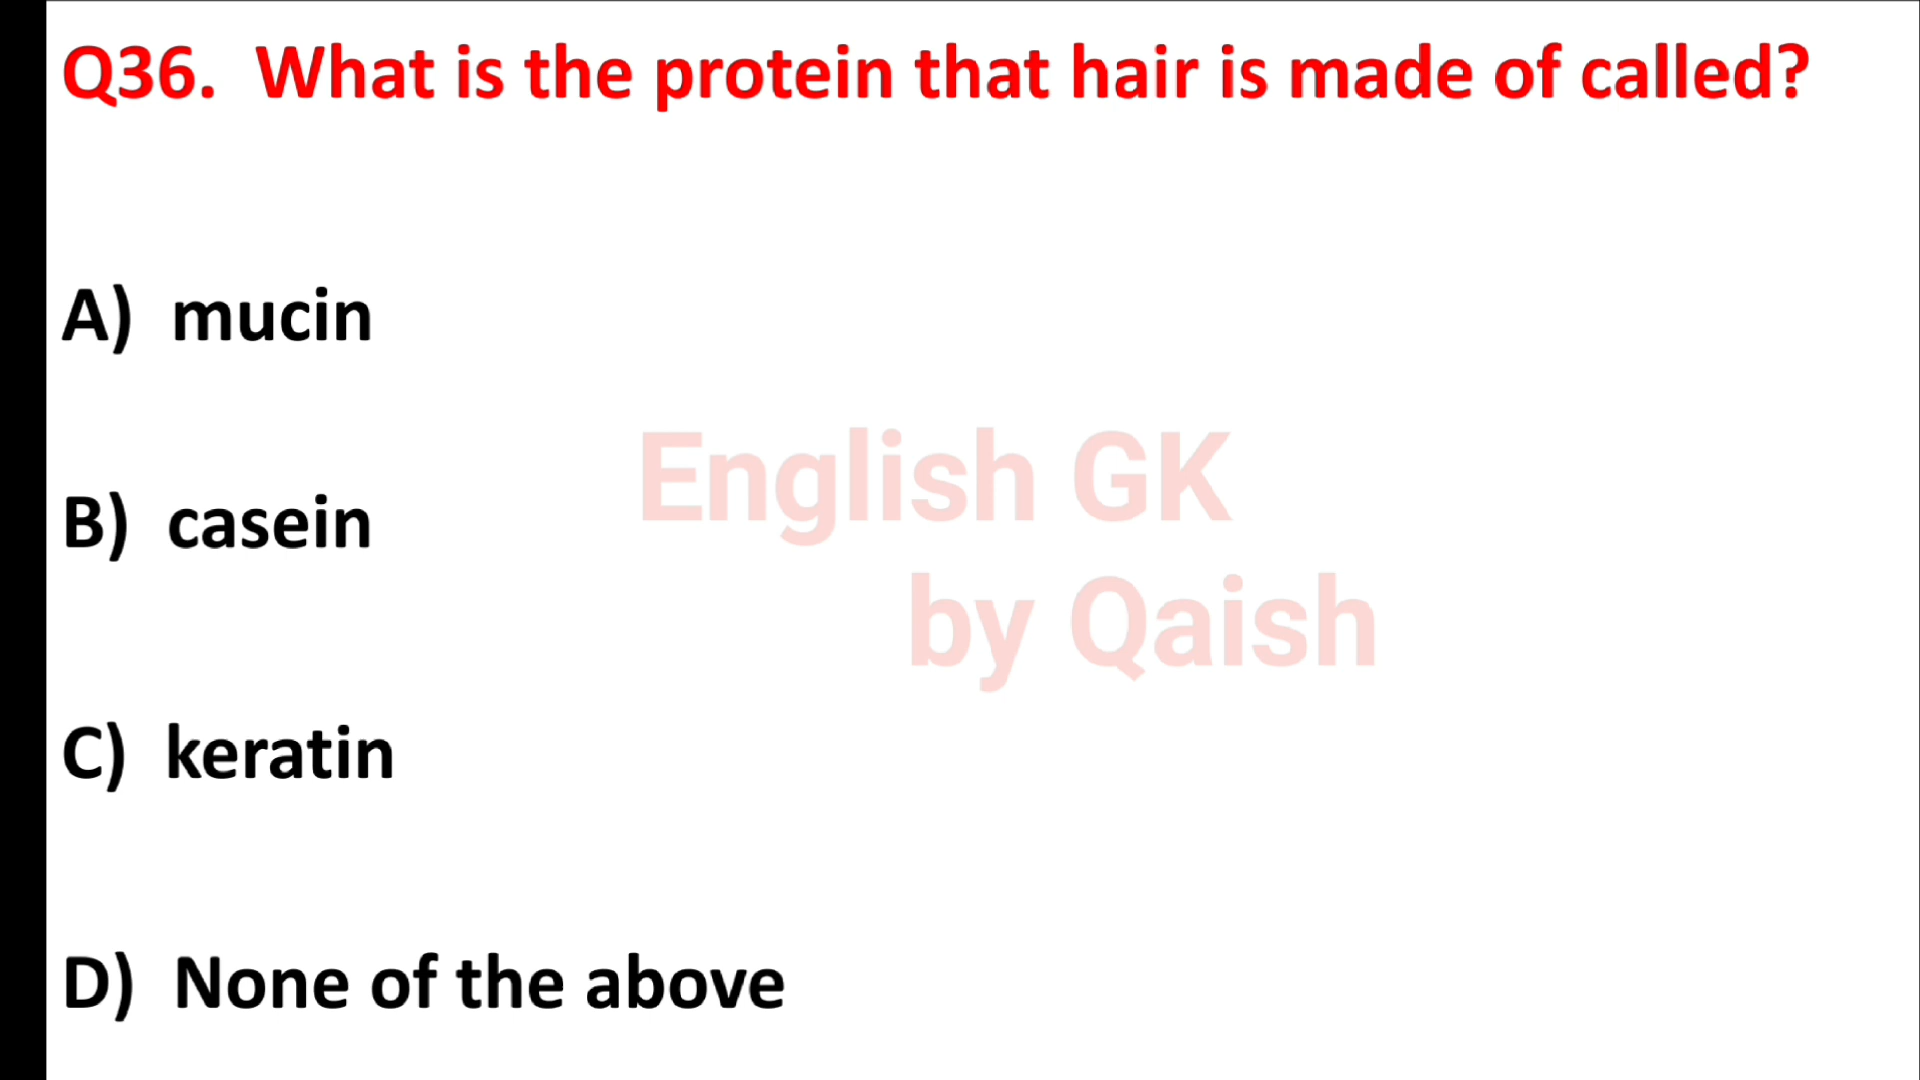 Q36. What is the protein that hair is made of called?
A) mucin
B) casein
English GK
by Qaish
C) keratin
D) None of the above